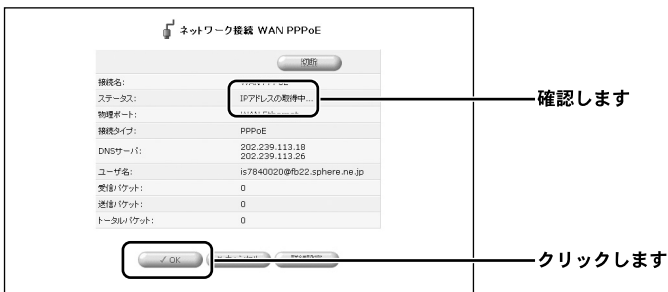 ネットワーク接続 WAN PPPoE
切断
接続名:
ステータス: IPアドレスの取得中...
確認します
物理ポート:
接続タイプ: PPPoE
DNSサーバ: 202.239.113.18
202.239.113.26
ユーザ名: is7840020@fb22.sphere.ne.jp
受信パケット: 0
送信パケット: 0
トータルパケット: 0
✓ OK
クリックします